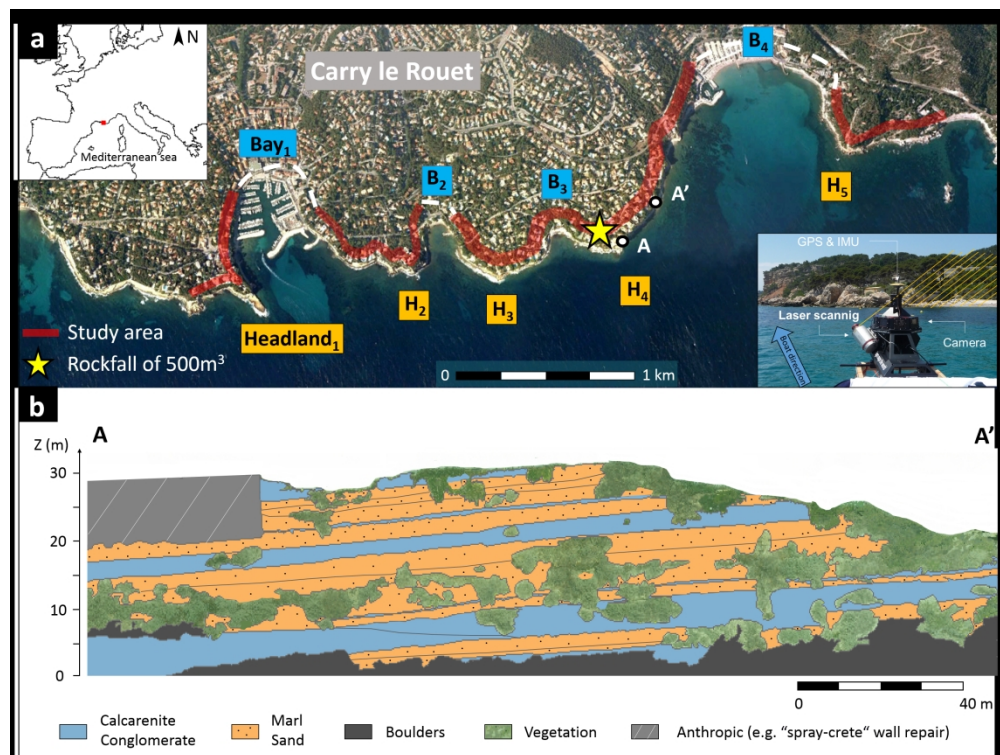 a
N
Mediterranean sea
Carry le Rouet
Bay1
B2
B3
B4
A'
A
H5
H2
H3
H4
Headland1
Study area
Rockfall of 500m³
0 1 km
GPS & IMU
Laser scannig
Camera
Boat direction
b
A A'
Z (m)
30
20
10
0
0 40 m
Calcarenite
Conglomerate
Marl
Sand
Boulders
Vegetation
Anthropic (e.g. "spray-crete" wall repair)